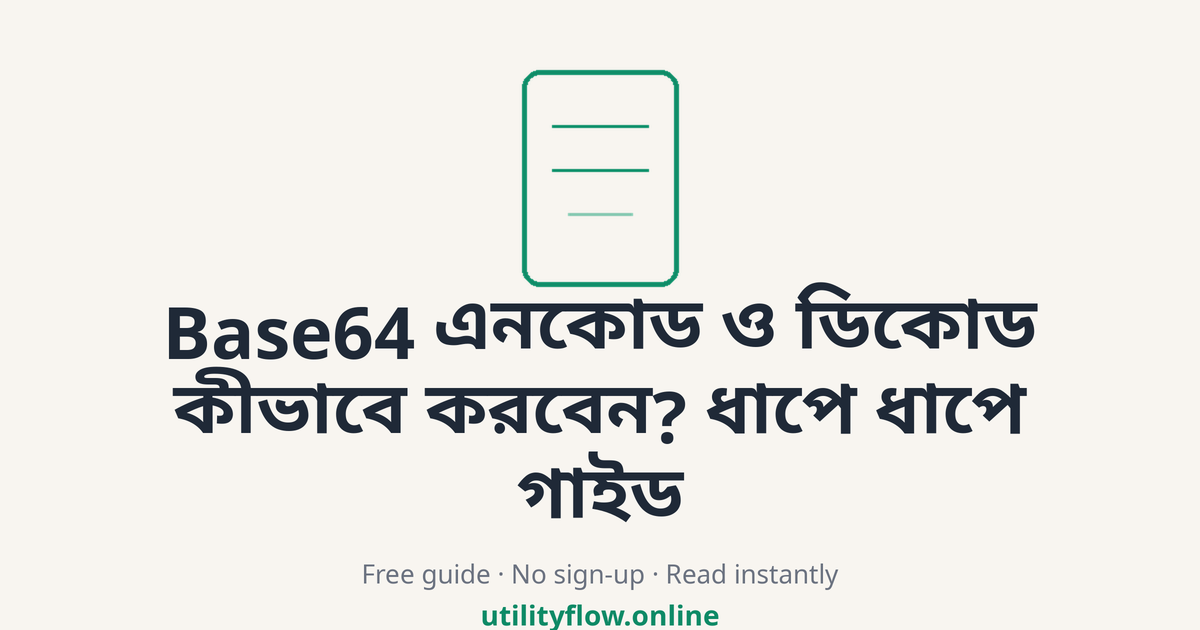 Base64 এনকোড ও ডিকোড
কীভাবে করবেন? ধাপে ধাপে
গাইড
Free guide · No sign-up · Read instantly
utilityflow.online